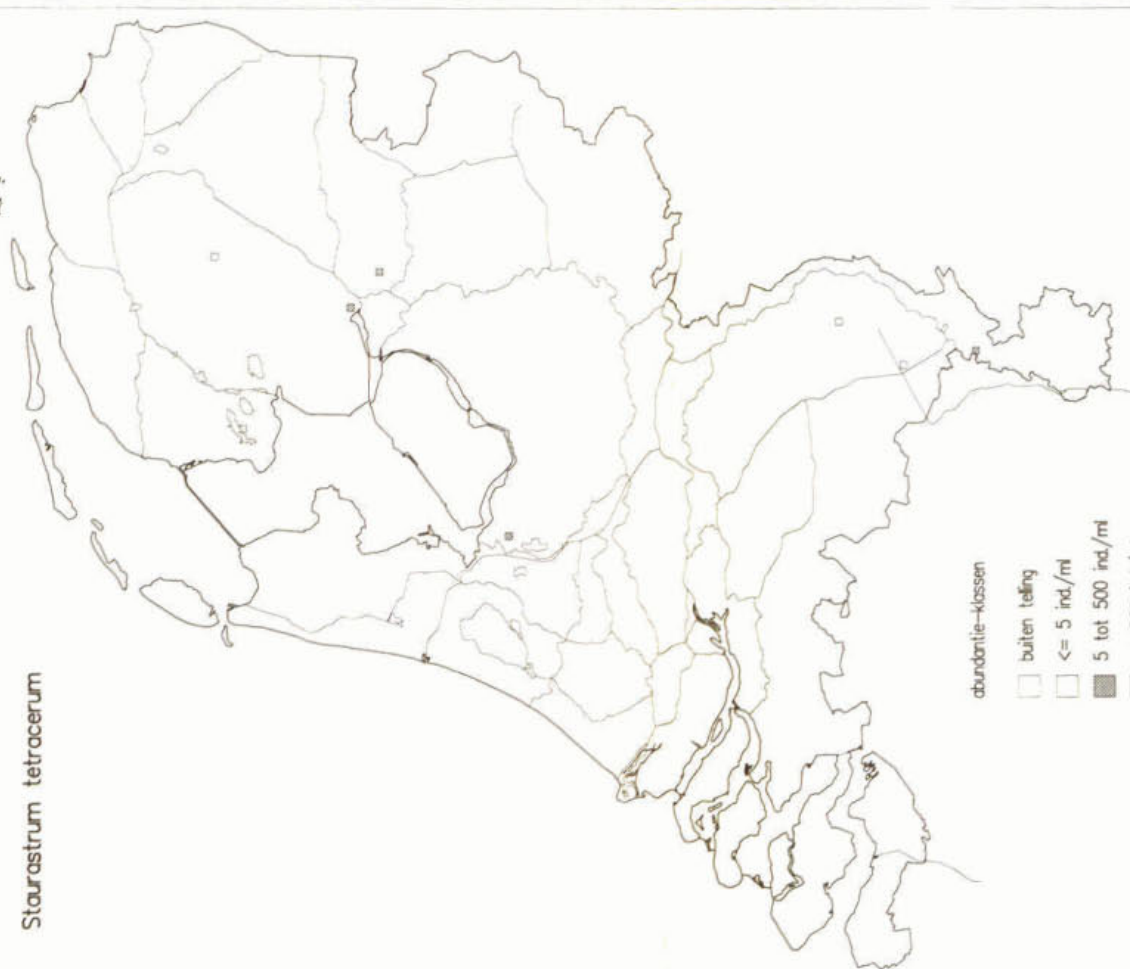 Staurastrum tetracerum
abundantie-klassen
buiten telling
<= 5 ind./ml
5 tot 500 ind./ml